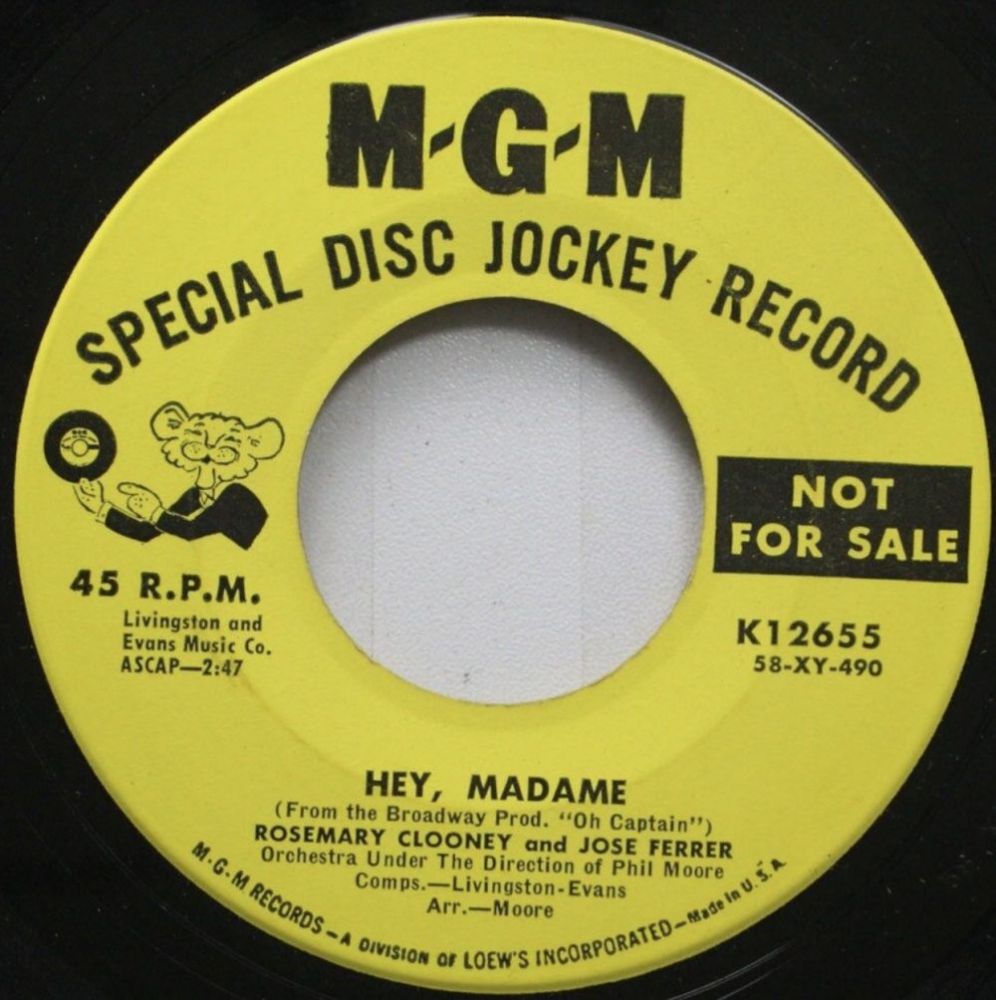 M-G-M
SPECIAL DISC JOCKEY RECORD
NOT
FOR SALE
45 R.P.M.
Livingston and
Evans Music Co.
ASCAP—2:47
K12655
58-XY-490
HEY, MADAME
(From the Broadway Prod. "Oh Captain")
ROSEMARY CLOONEY and JOSE FERRER
Orchestra Under The Direction of Phil Moore
Comps.—Livingston-Evans
Arr.—Moore
M-G-M RECORDS—A DIVISION OF LOEW'S INCORPORATED—Made in U.S.A.